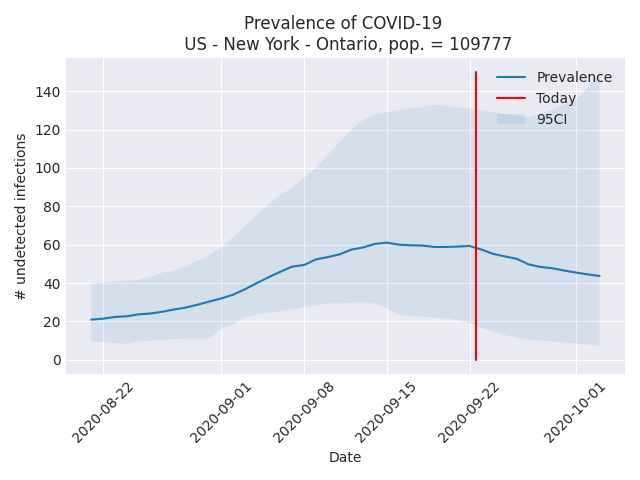 Prevalence of COVID-19
US - New York - Ontario, pop. = 109777
Prevalence
Today
95CI
140
120
100
80
60
40
20
0
# undetected infections
2020-08-22
2020-09-01
2020-09-08
2020-09-15
2020-09-22
2020-10-01
Date